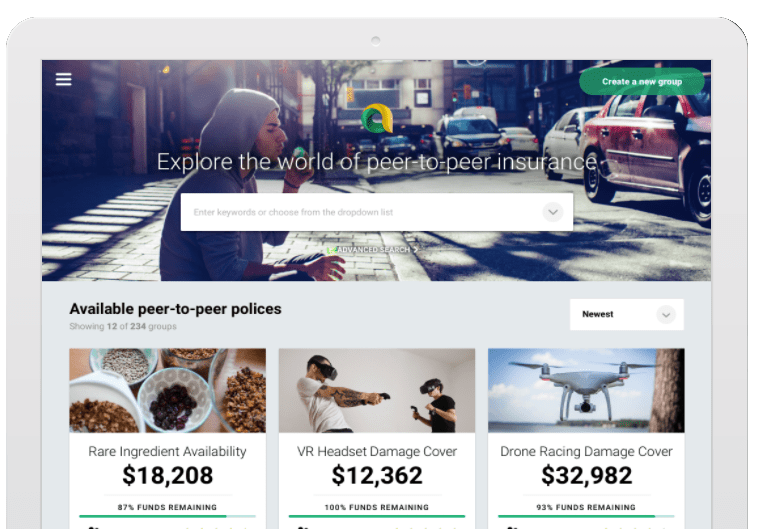 Create a new group
Explore the world of peer-to-peer insurance
Enter keywords or choose from the dropdown list
ADVANCED SEARCH
Available peer-to-peer polices
Newest
Showing 12 of 234 groups
Rare Ingredient Availability
$18,208
87% FUNDS REMAINING
VR Headset Damage Cover
$12,362
100% FUNDS REMAINING
Drone Racing Damage Cover
$32,982
93% FUNDS REMAINING